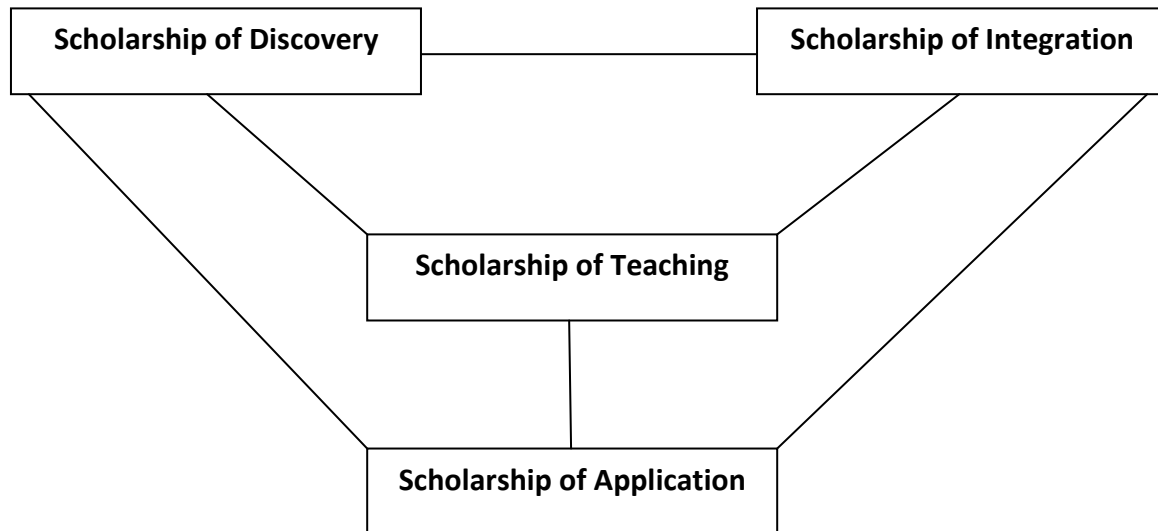 Scholarship of Discovery
Scholarship of Integration
Scholarship of Teaching
Scholarship of Application